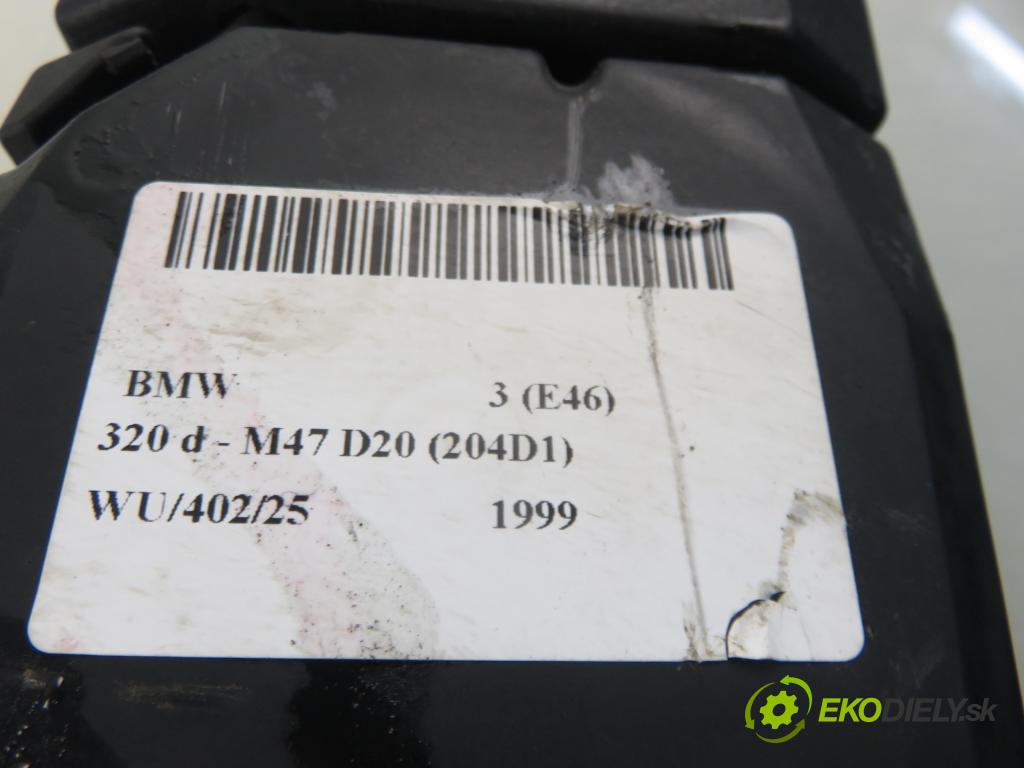 BMW 3 (E46)
320 d - M47 D20 (204D1)
WU/402/25 1999
EKODIELY.sk